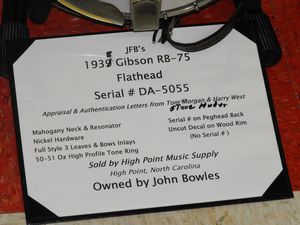 JFB's
1938 Gibson RB-75
Flathead
Serial # DA-5055
Appraisal & Authentication Letters from Tom Morgan & Harry West
Steve Huber
Mahogany Neck & Resonator
Nickel Hardware
Full Style 3 Leaves & Bows Inlays
50-51 Oz High Profile Tone Ring
Serial # on Peghead Back
Uncut Decal on Wood Rim
(No Serial #)
Sold by High Point Music Supply
High Point, North Carolina
Owned by John Bowles